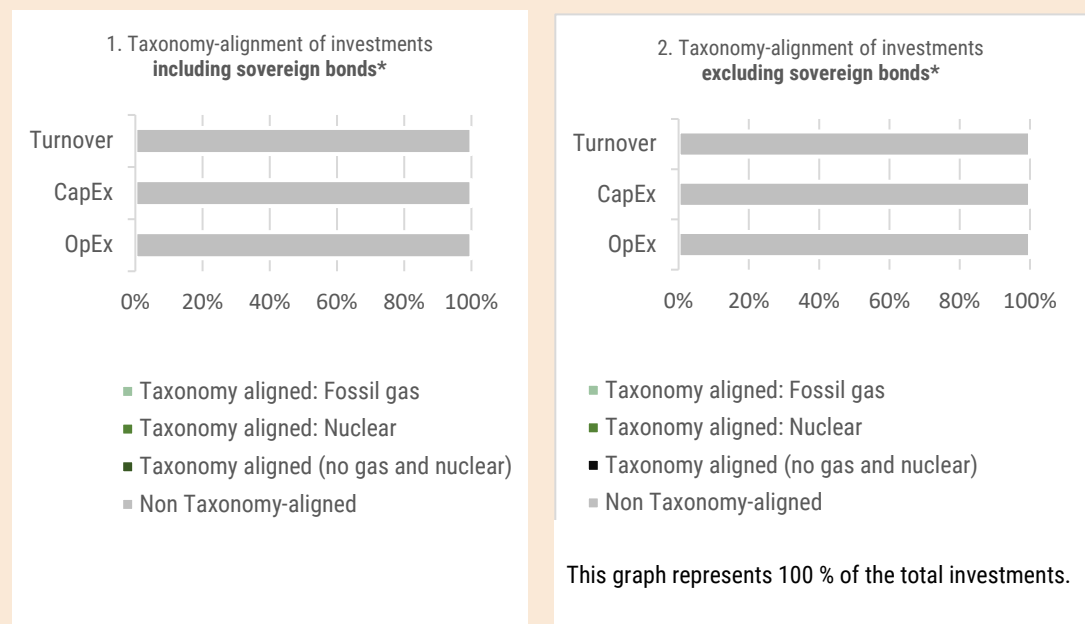 1. Taxonomy-alignment of investments
including sovereign bonds*
Turnover
CapEx
OpEx
0% 20% 40% 60% 80% 100%
Taxonomy aligned: Fossil gas
Taxonomy aligned: Nuclear
Taxonomy aligned (no gas and nuclear)
Non Taxonomy-aligned
2. Taxonomy-alignment of investments
excluding sovereign bonds*
Turnover
CapEx
OpEx
0% 20% 40% 60% 80% 100%
Taxonomy aligned: Fossil gas
Taxonomy aligned: Nuclear
Taxonomy aligned (no gas and nuclear)
Non Taxonomy-aligned
This graph represents 100 % of the total investments.